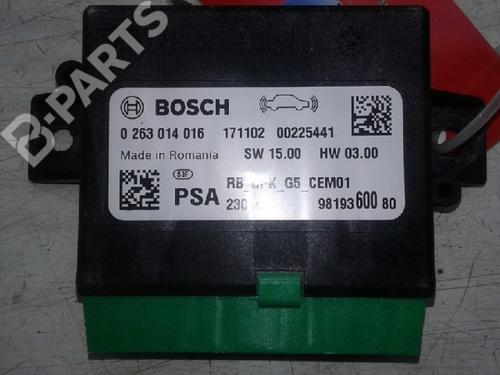 B-PARTS
BOSCH
0 263 014 016 171102 00225441
Made in Romania SW 15.00 HW 03.00
63F
PSA
G5_CEM01
98193600 80